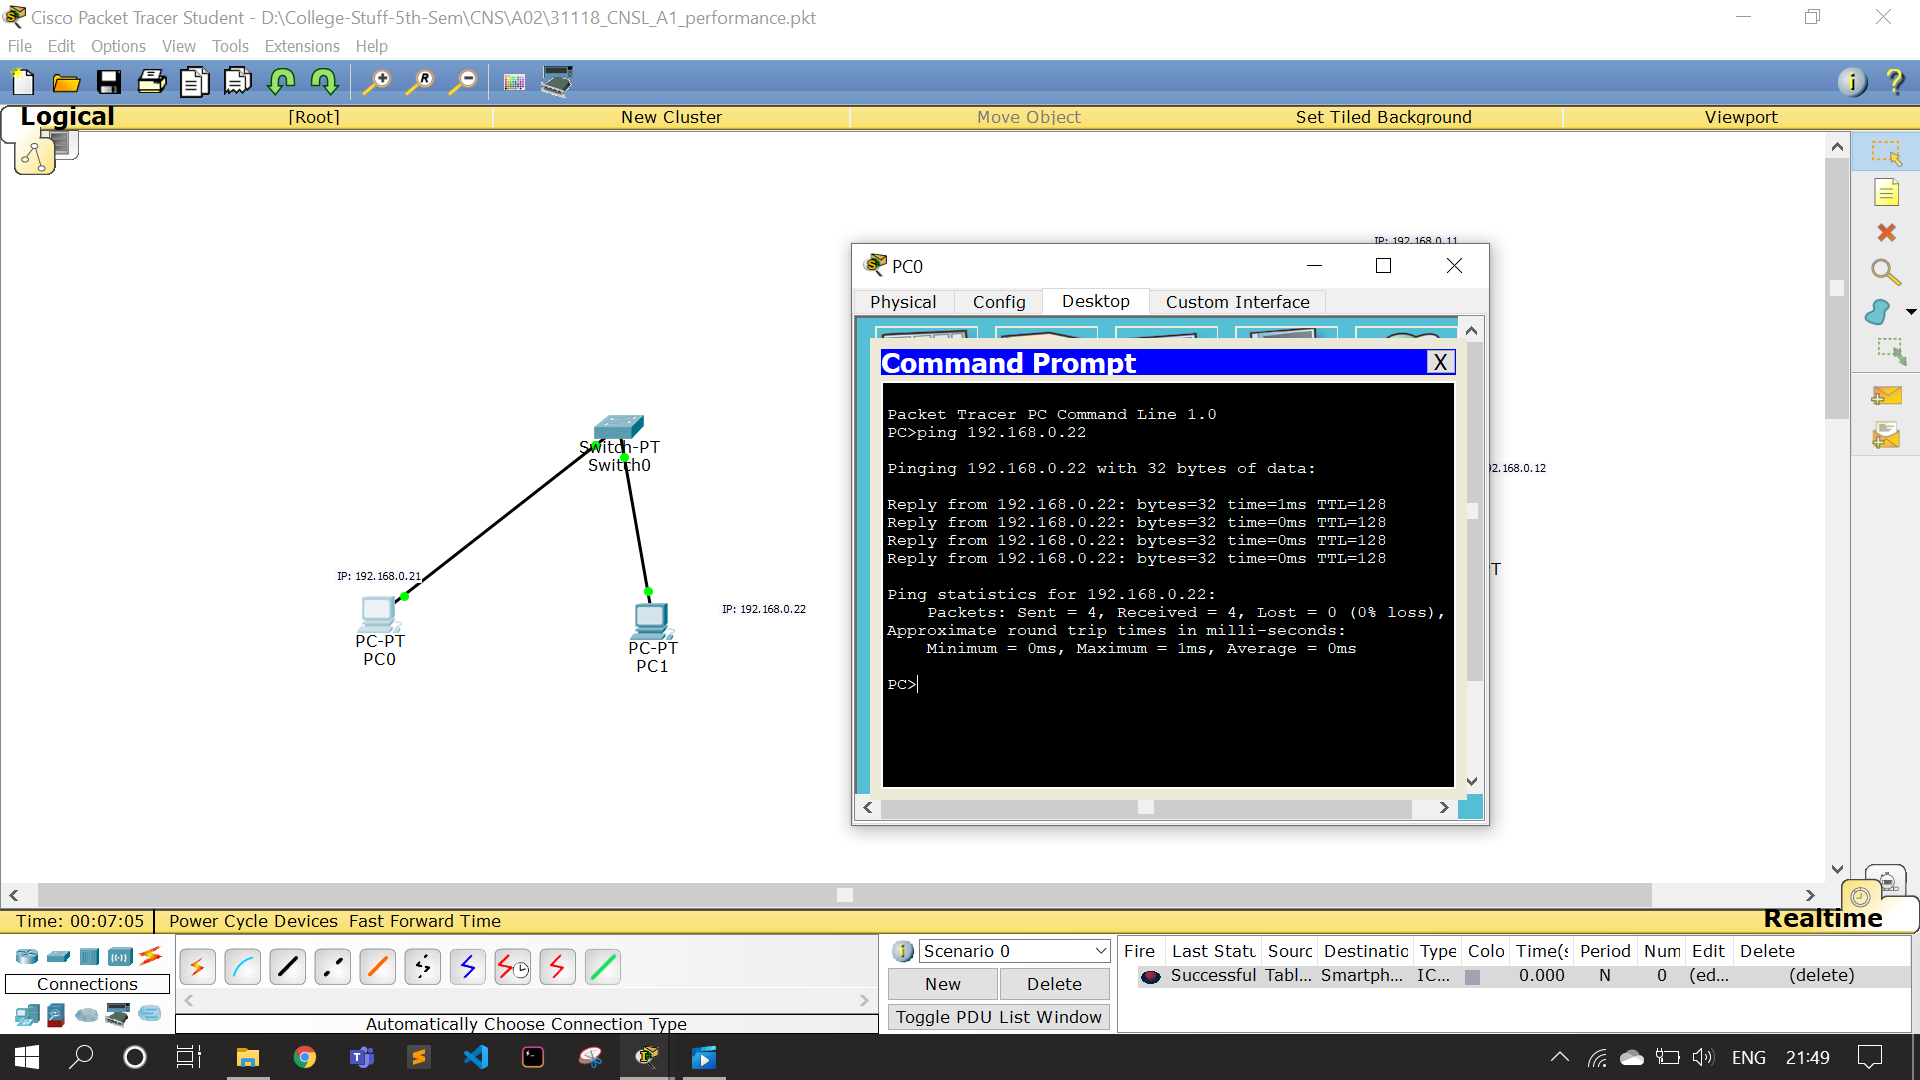 Cisco Packet Tracer Student - D:\College-Stuff-5th-Sem\CNS\A02\31118_CNSL_A1_performance.pkt
File Edit Options View Tools Extensions Help
Logical [Root] New Cluster Move Object Set Tiled Background Viewport
IP: 192.168.0.11
PC0
Physical Config Desktop Custom Interface
Command Prompt X
Packet Tracer PC Command Line 1.0
PC>ping 192.168.0.22
Pinging 192.168.0.22 with 32 bytes of data:
Reply from 192.168.0.22: bytes=32 time=1ms TTL=128
Reply from 192.168.0.22: bytes=32 time=0ms TTL=128
Reply from 192.168.0.22: bytes=32 time=0ms TTL=128
Reply from 192.168.0.22: bytes=32 time=0ms TTL=128
Ping statistics for 192.168.0.22:
Packets: Sent = 4, Received = 4, Lost = 0 (0% loss),
Approximate round trip times in milli-seconds:
Minimum = 0ms, Maximum = 1ms, Average = 0ms
PC>
Switch-PT
Switch0
IP: 192.168.0.21
PC-PT
PC0
IP: 192.168.0.22
PC-PT
PC1
92.168.0.12
T
Time: 00:07:05 Power Cycle Devices Fast Forward Time
Realtime
Connections
Automatically Choose Connection Type
Scenario 0
New Delete
Toggle PDU List Window
Fire Last Statu Sourc Destinatio Type Colo Time(s Period Num Edit Delete
Successful Tabl... Smartph... IC... 0.000 N 0 (ed... (delete)
ENG 21:49